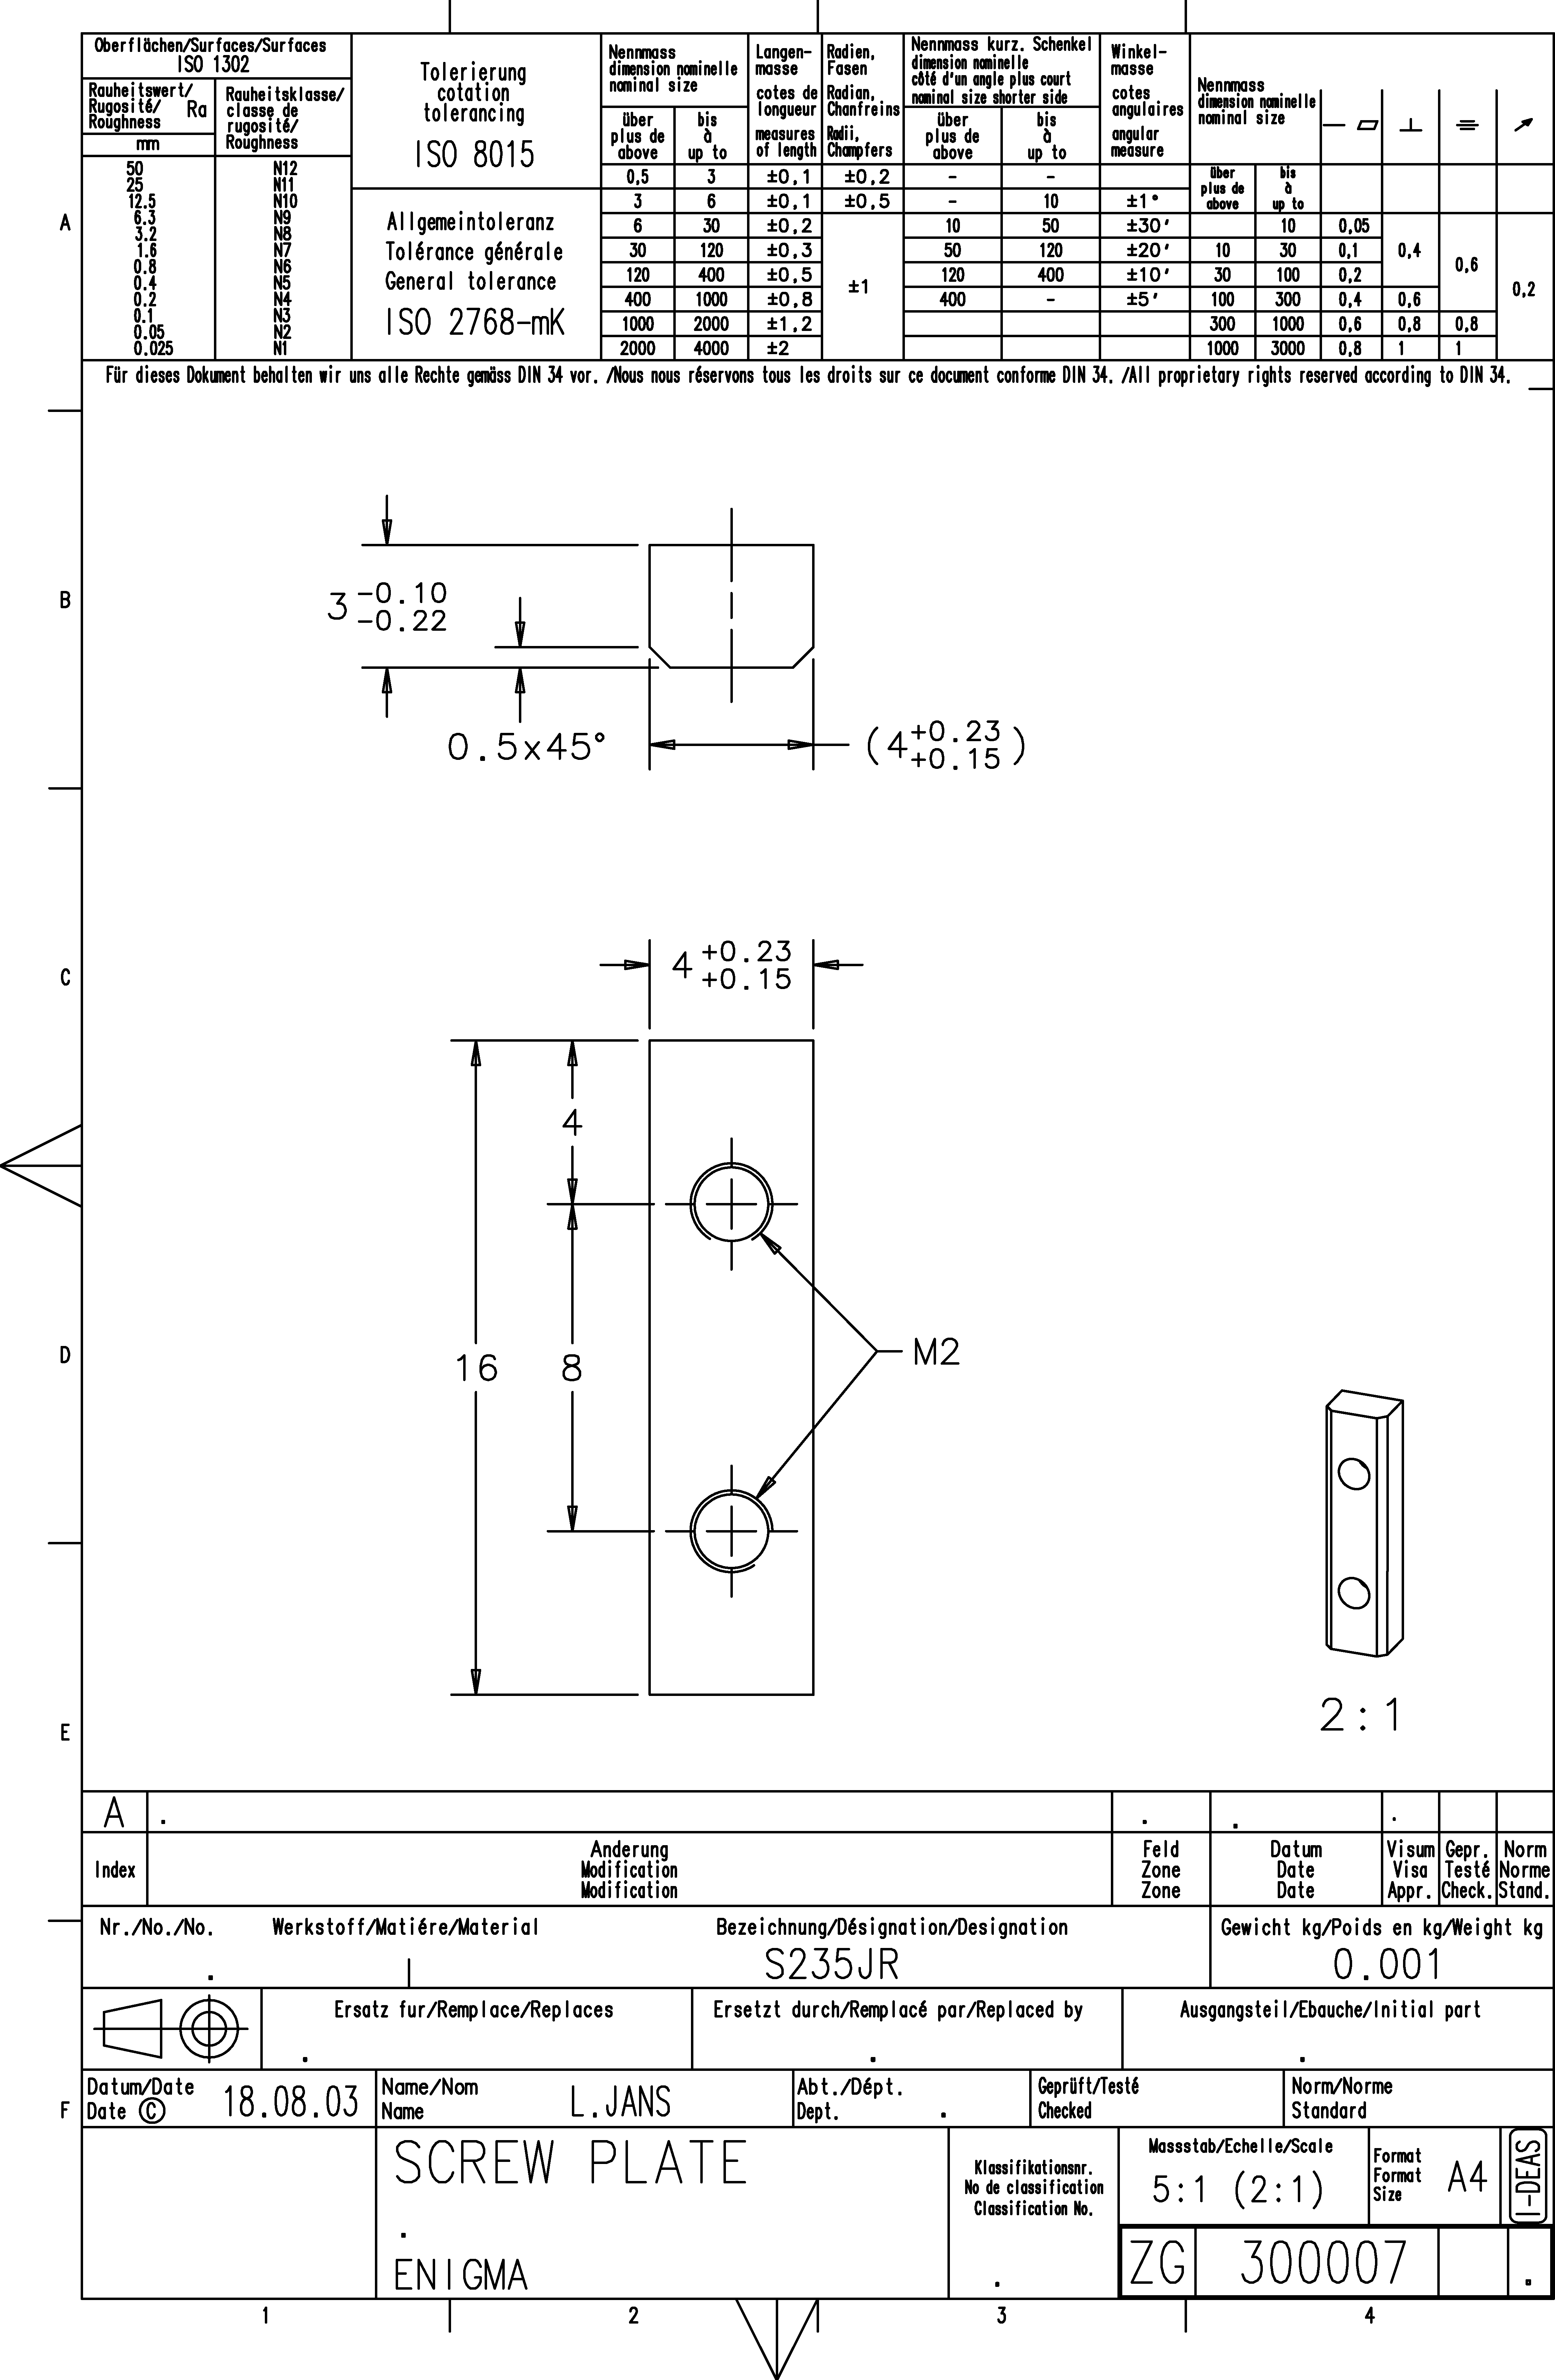 Oberflächen/Surfaces/Surfaces
ISO 1302
Rauheitswert/
Rugosité/ Ra
Roughness
mm
Rauheitsklasse/
classe de
rugosité/
Roughness
50 N12
25 N11
12.5 N10
6.3 N9
3.2 N8
1.6 N7
0.8 N6
0.4 N5
0.2 N4
0.1 N3
0.05 N2
0.025 N1
Tolerierung
cotation
tolerancing
ISO 8015
Allgemeintoleranz
Tolérance générale
General tolerance
ISO 2768-mK
Nennmass
dimension nominelle
nominal size
über
plus de
above
bis
à
up to
Langen-
masse
cotes de
longueur
measures
of length
Radien,
Fasen
Radian,
Chanfreins
Radii,
Champfers
Nennmass kurz. Schenkel
dimension nominelle
côté d'un angle plus court
nominal size shorter side
über
plus de
above
bis
à
up to
Winkel-
masse
cotes
angulaires
angular
measure
0,5 3 ±0,1 ±0,2 - -
3 6 ±0,1 ±0,5 - 10 ±1°
6 30 ±0,2 10 50 ±30'
30 120 ±0,3 50 120 ±20'
120 400 ±0,5 ±1 120 400 ±10'
400 1000 ±0,8 400 - ±5'
1000 2000 ±1,2
2000 4000 ±2
Nennmass
dimension nominelle
nominal size
über
plus de
above
bis
à
up to
10 0,05
10 30 0,1 0,4
30 100 0,2 0,6
100 300 0,4 0,6 0,2
300 1000 0,6 0,8 0,8
1000 3000 0,8 1 1
Für dieses Dokument behalten wir uns alle Rechte gemäss DIN 34 vor. /Nous nous réservons tous les droits sur ce document conforme DIN 34. /All proprietary rights reserved according to DIN 34.
A
B
C
D
E
F
3 -0.10
-0.22
0.5x45°
(4 +0.23
+0.15)
4 +0.23
+0.15
4
16
8
M2
2:1
A . . . .
Index
Anderung
Modification
Modification
Feld
Zone
Zone
Datum
Date
Date
Visum
Visa
Appr.
Gepr.
Testé
Check.
Norm
Norme
Stand.
Nr./No./No. Werkstoff/Matiére/Material Bezeichnung/Désignation/Designation Gewicht kg/Poids en kg/Weight kg
. S235JR 0.001
Ersatz fur/Remplace/Replaces Ersetzt durch/Remplacé par/Replaced by Ausgangsteil/Ebauche/Initial part
. . .
Datum/Date
Date © 18.08.03
Name/Nom
Name L.JANS
Abt./Dépt.
Dept. .
Geprüft/Testé
Checked
Norm/Norme
Standard
SCREW PLATE
.
ENIGMA
Klassifikationsnr.
No de classification
Classification No.
.
Massstab/Echelle/Scale
5:1 (2:1)
Format
Format
Size
A4
I-DEAS
ZG 300007 .
1 2 3 4